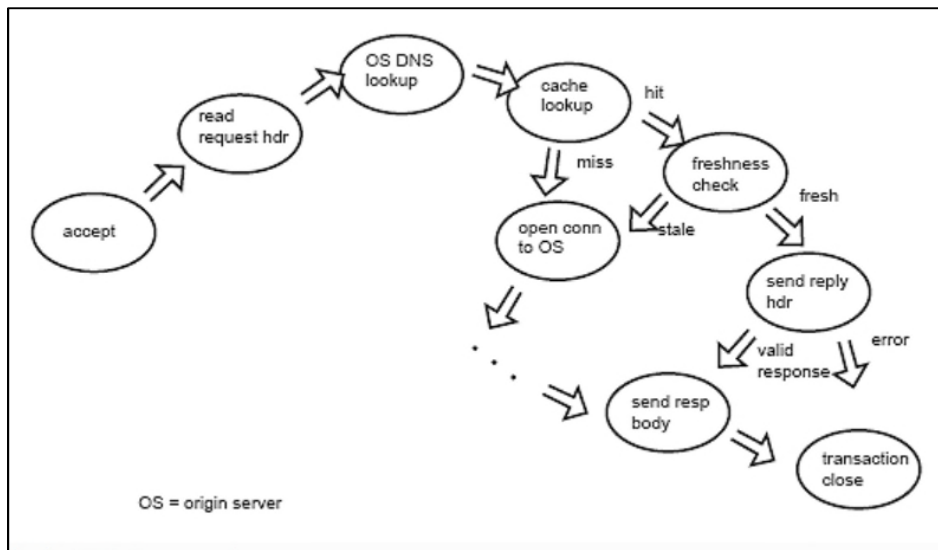 OS DNS
lookup
cache
lookup
hit
read
request hdr
miss
freshness
check
fresh
accept
open conn
to OS
stale
send reply
hdr
valid
response
error
send resp
body
transaction
close
OS = origin server